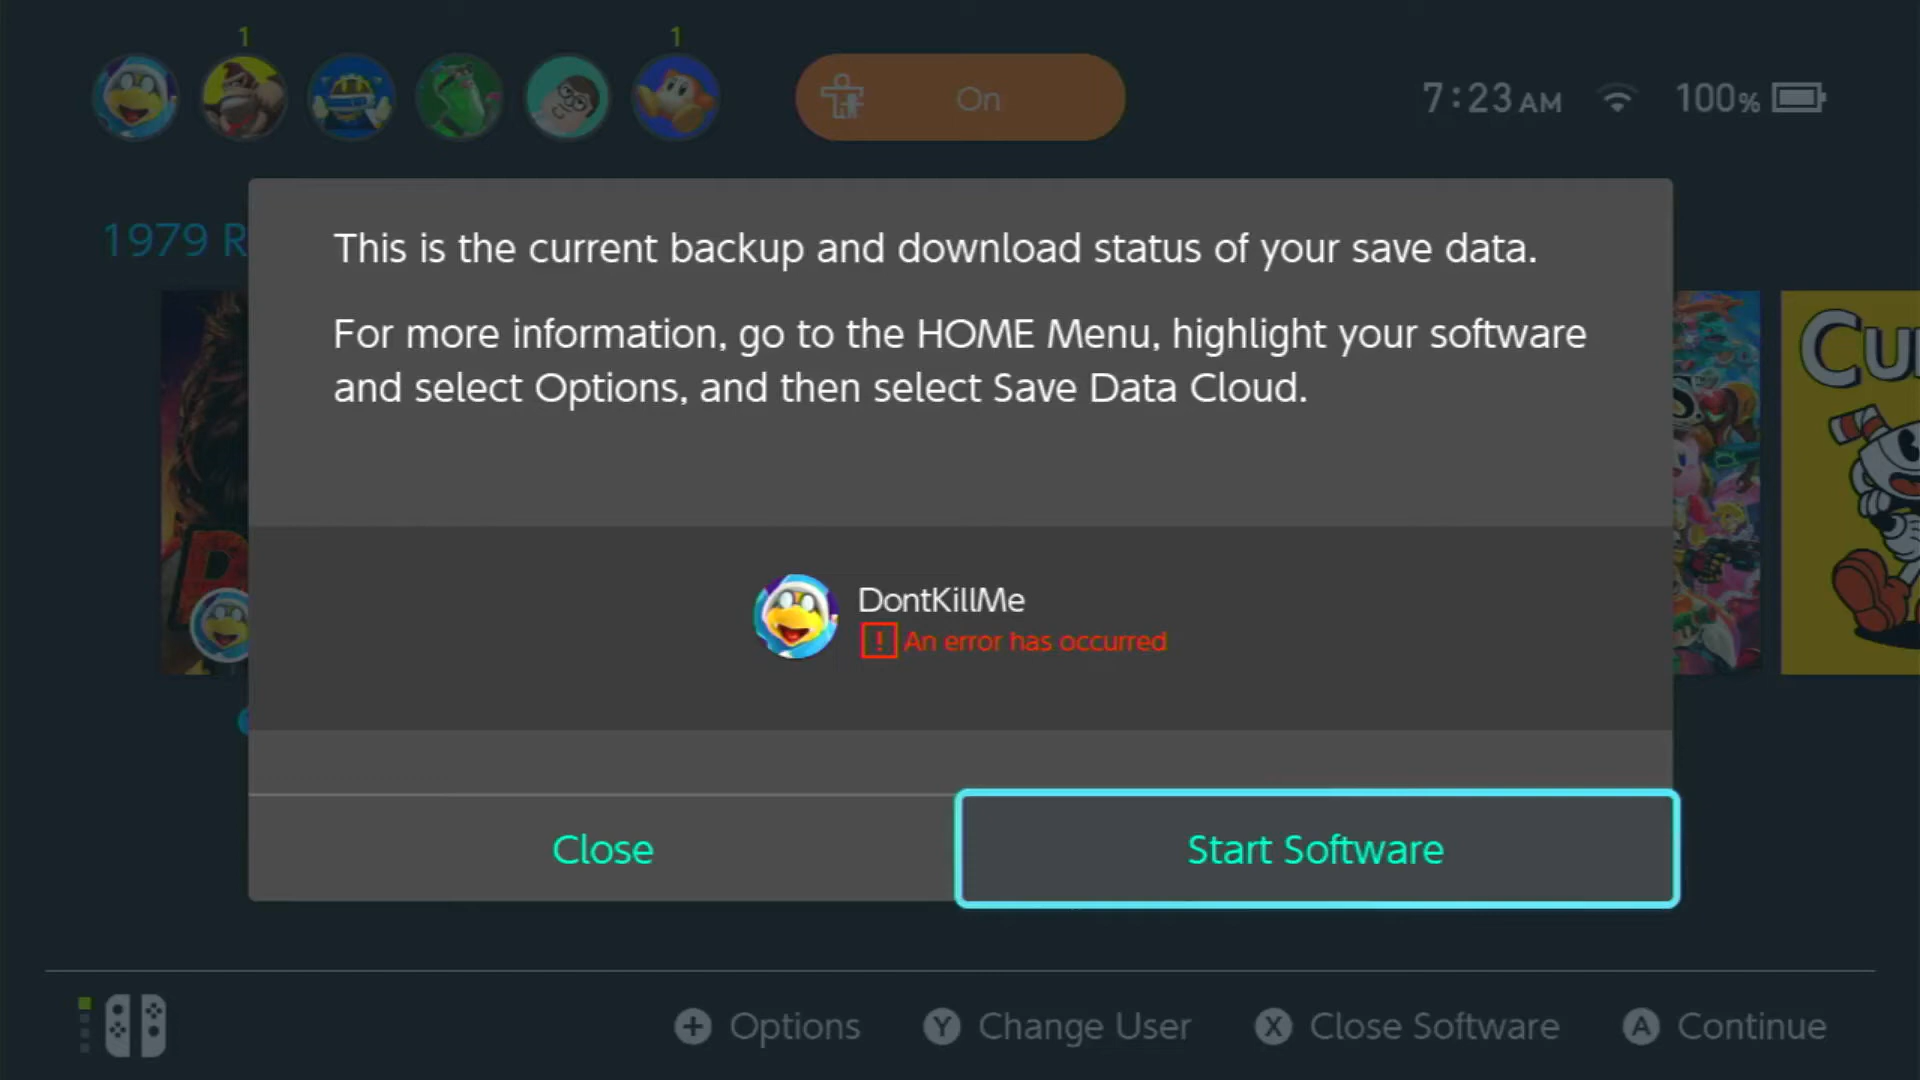 1
1
On
7:23 AM
100%
1979 R
This is the current backup and download status of your save data.
For more information, go to the HOME Menu, highlight your software
and select Options, and then select Save Data Cloud.
Cu
D
DontKillMe
! An error has occurred
Close
Start Software
+ Options
Y Change User
X Close Software
A Continue